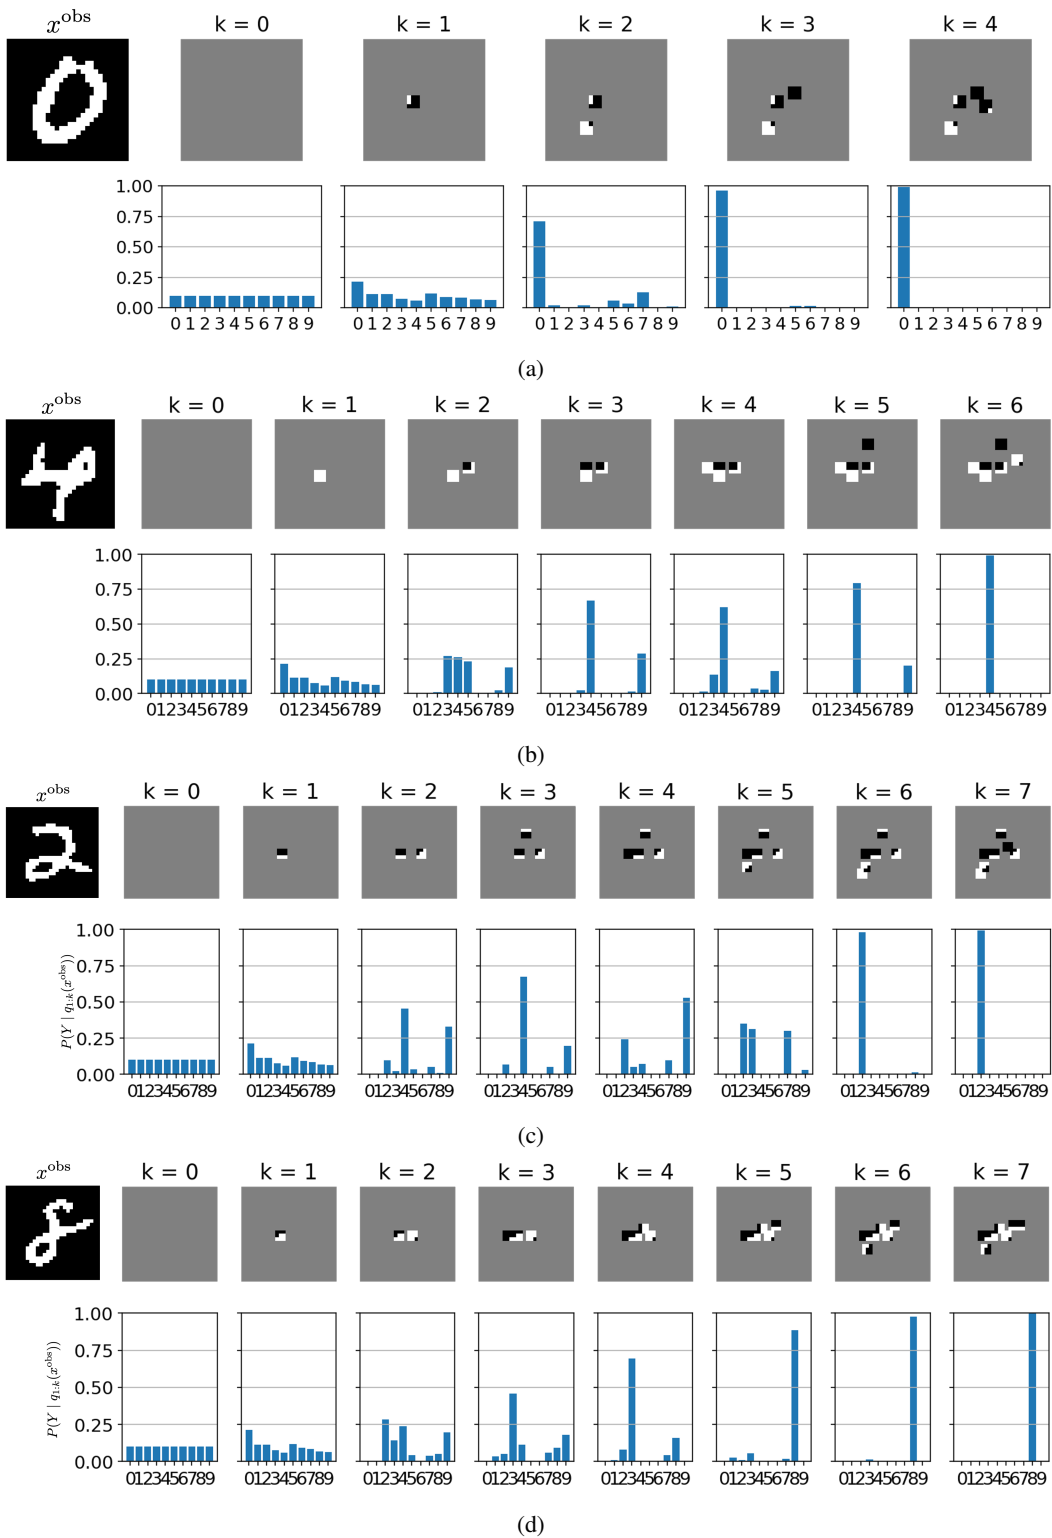 x^obs k = 0 k = 1 k = 2 k = 3 k = 4
1.00
0.75
0.50
0.25
0.00
0 1 2 3 4 5 6 7 8 9 0 1 2 3 4 5 6 7 8 9 0 1 2 3 4 5 6 7 8 9 0 1 2 3 4 5 6 7 8 9 0 1 2 3 4 5 6 7 8 9
(a)
x^obs k = 0 k = 1 k = 2 k = 3 k = 4 k = 5 k = 6
1.00
0.75
0.50
0.25
0.00
0123456789 0123456789 0123456789 0123456789 0123456789 0123456789 0123456789
(b)
x^obs k = 0 k = 1 k = 2 k = 3 k = 4 k = 5 k = 6 k = 7
P(Y | q_{1:k}(x^obs))
1.00
0.75
0.50
0.25
0.00
0123456789 0123456789 0123456789 0123456789 0123456789 0123456789 0123456789 0123456789
(c)
x^obs k = 0 k = 1 k = 2 k = 3 k = 4 k = 5 k = 6 k = 7
P(Y | q_{1:k}(x^obs))
1.00
0.75
0.50
0.25
0.00
0123456789 0123456789 0123456789 0123456789 0123456789 0123456789 0123456789 0123456789
(d)